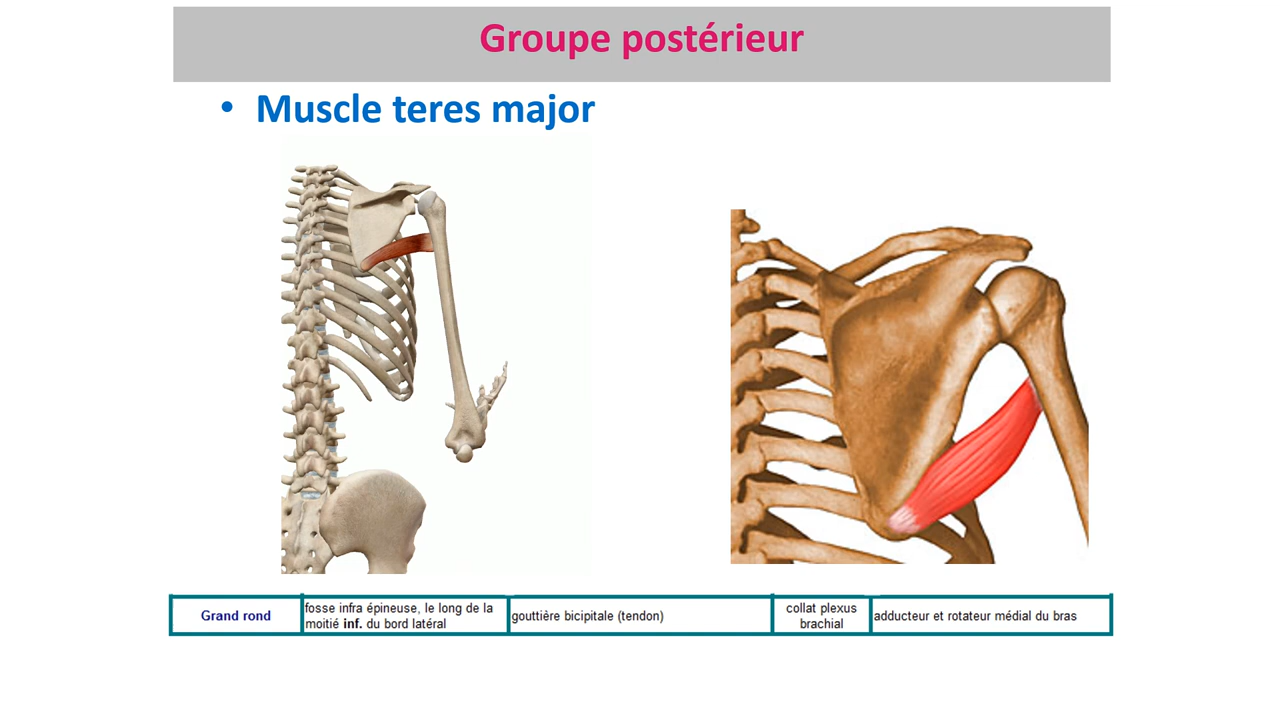 Groupe postérieur
• Muscle teres major
Grand rond
fosse infra épineuse, le long de la
moitié inf. du bord latéral
gouttière bicipitale (tendon)
collat plexus
brachial
adducteur et rotateur médial du bras